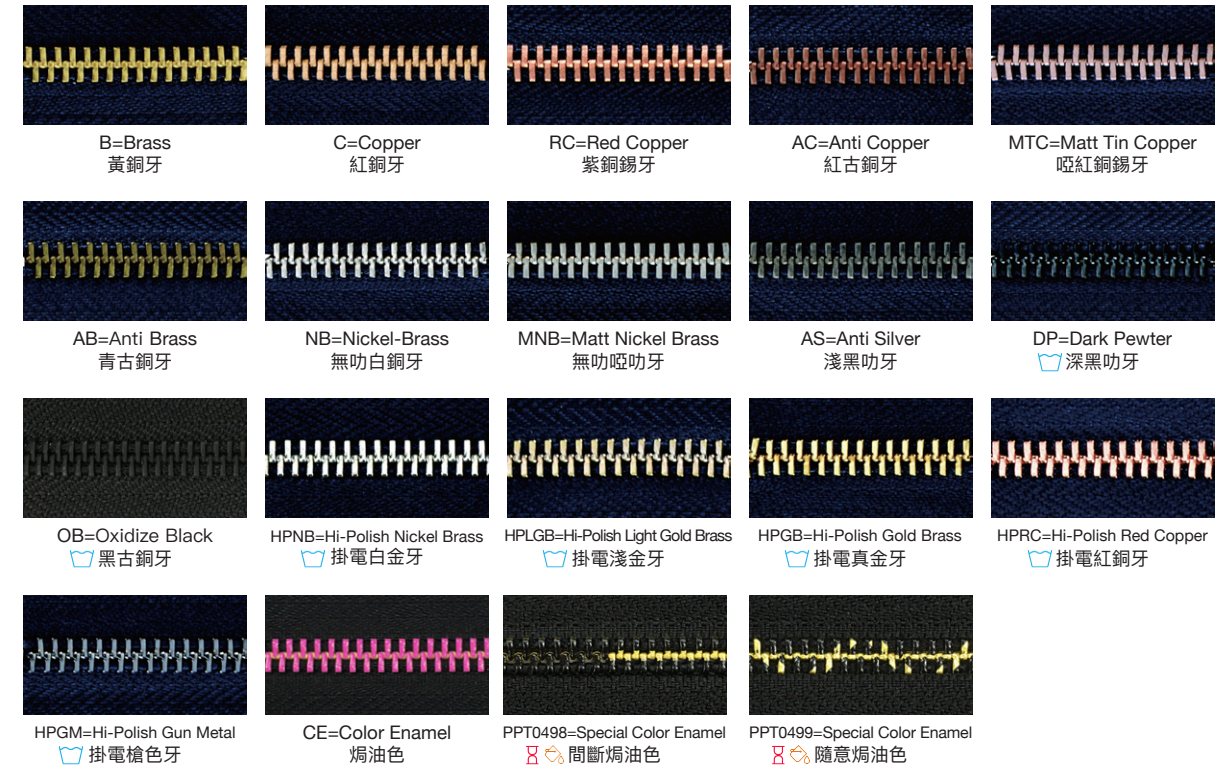 B=Brass
黃銅牙
C=Copper
紅銅牙
RC=Red Copper
紫銅錫牙
AC=Anti Copper
紅古銅牙
MTC=Matt Tin Copper
啞紅銅錫牙
AB=Anti Brass
青古銅牙
NB=Nickel-Brass
無叻白銅牙
MNB=Matt Nickel Brass
無叻啞叻牙
AS=Anti Silver
淺黑叻牙
DP=Dark Pewter
深黑叻牙
OB=Oxidize Black
黑古銅牙
HPNB=Hi-Polish Nickel Brass
掛電白金牙
HPLGB=Hi-Polish Light Gold Brass
掛電淺金牙
HPGB=Hi-Polish Gold Brass
掛電真金牙
HPRC=Hi-Polish Red Copper
掛電紅銅牙
HPGM=Hi-Polish Gun Metal
掛電槍色牙
CE=Color Enamel
焗油色
PPT0498=Special Color Enamel
間斷焗油色
PPT0499=Special Color Enamel
隨意焗油色